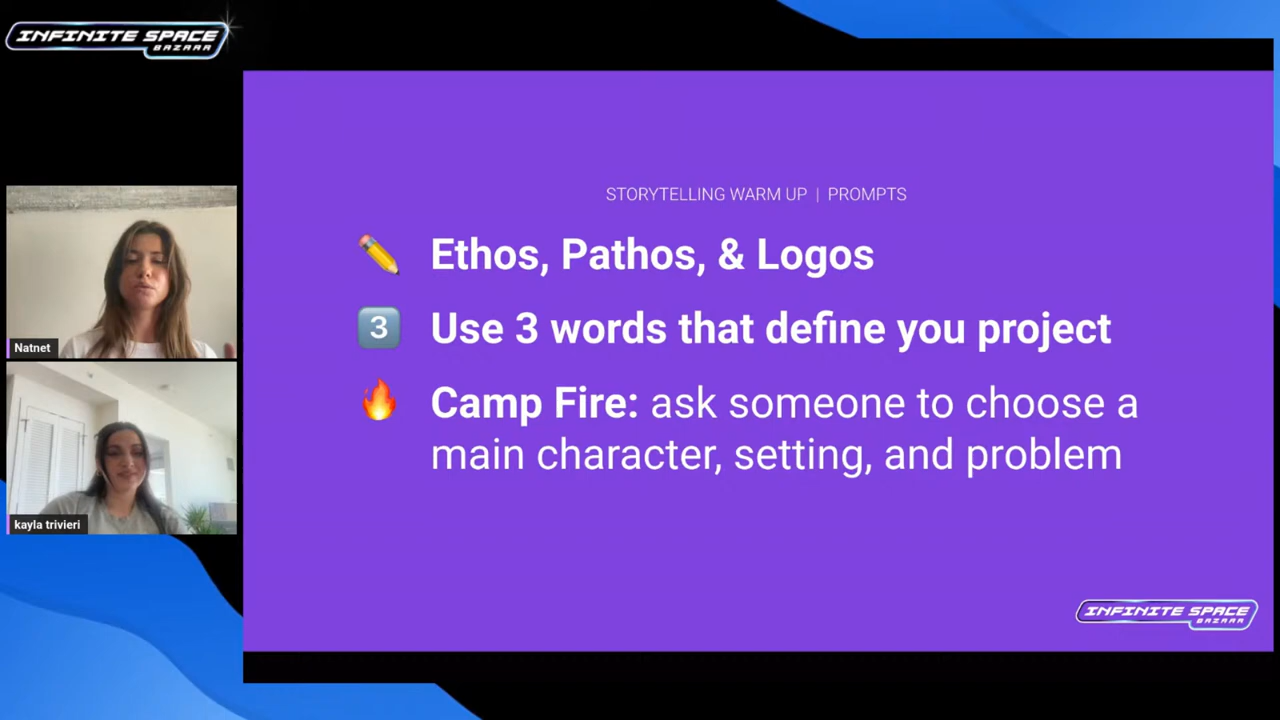 INFINITE SPACE
BAZAAR
STORYTELLING WARM UP | PROMPTS
Ethos, Pathos, & Logos
3 Use 3 words that define you project
Camp Fire: ask someone to choose a
main character, setting, and problem
Natnet
kayla trivieri
INFINITE SPACE
BAZAAR